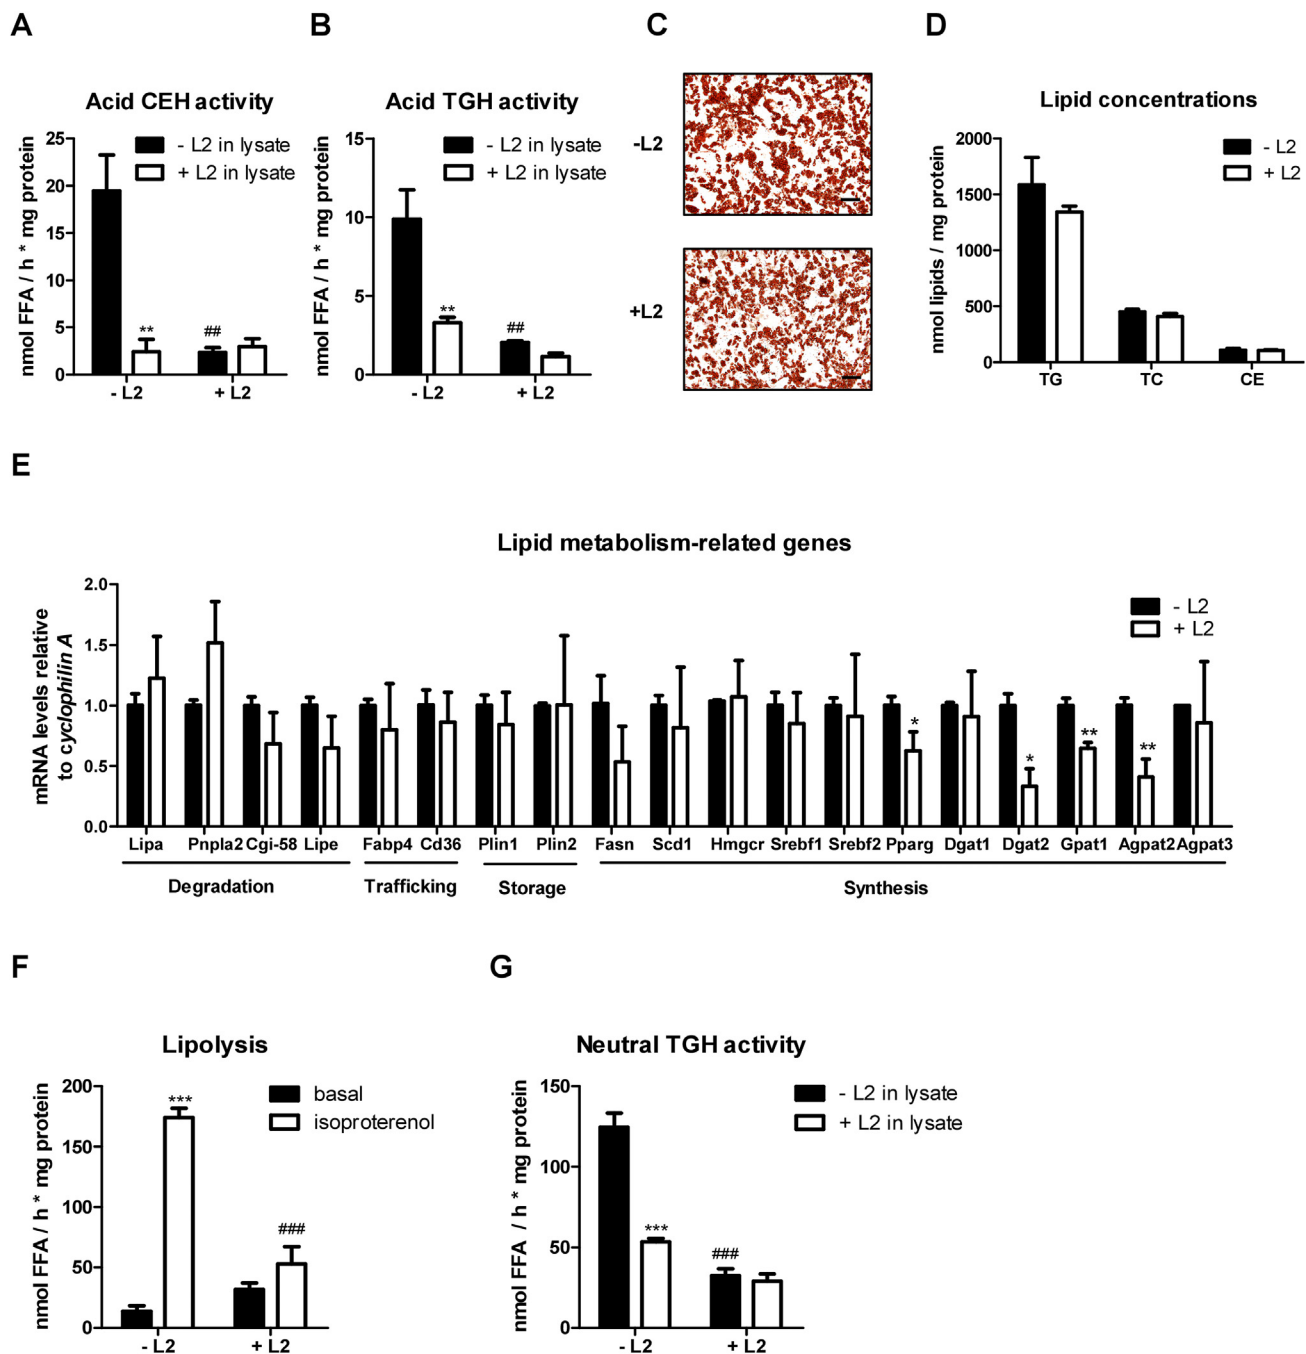 A
B
C
D
Acid CEH activity
nmol FFA / h * mg protein
25
20
15
10
5
0
- L2 in lysate
+ L2 in lysate
**
##
- L2
+ L2
Acid TGH activity
nmol FFA / h * mg protein
15
10
5
0
- L2 in lysate
+ L2 in lysate
**
##
- L2
+ L2
-L2
+L2
Lipid concentrations
nmol lipids / mg protein
2000
1500
1000
500
0
- L2
+ L2
TG
TC
CE
E
Lipid metabolism-related genes
mRNA levels relative
to cyclophilin A
2.0
1.5
1.0
0.5
0.0
- L2
+ L2
*
*
**
**
Lipa Pnpla2 Cgi-58 Lipe Fabp4 Cd36 Plin1 Plin2 Fasn Scd1 Hmgcr Srebf1 Srebf2 Pparg Dgat1 Dgat2 Gpat1 Agpat2 Agpat3
Degradation
Trafficking
Storage
Synthesis
F
G
Lipolysis
nmol FFA / h * mg protein
200
150
100
50
0
basal
isoproterenol
***
###
- L2
+ L2
Neutral TGH activity
nmol FFA / h * mg protein
150
100
50
0
- L2 in lysate
+ L2 in lysate
***
###
- L2
+ L2